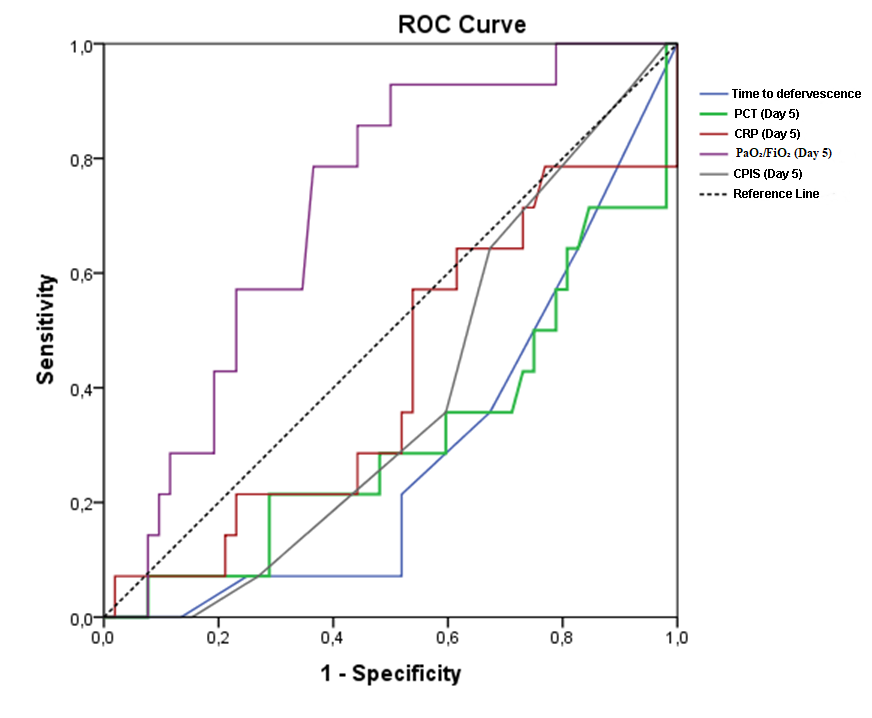 ROC Curve
1,0
0,8
0,6
0,4
0,2
0,0
Sensitivity
0,0 0,2 0,4 0,6 0,8 1,0
1 - Specificity
Time to defervescence
PCT (Day 5)
CRP (Day 5)
PaO₂/FiO₂ (Day 5)
CPIS (Day 5)
Reference Line